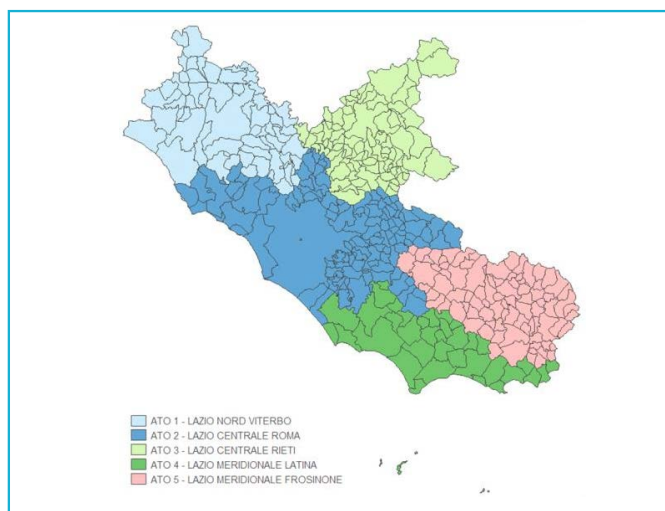 ATO 1 - LAZIO NORD VITERBO
ATO 2 - LAZIO CENTRALE ROMA
ATO 3 - LAZIO CENTRALE RIETI
ATO 4 - LAZIO MERIDIONALE LATINA
ATO 5 - LAZIO MERIDIONALE FROSINONE